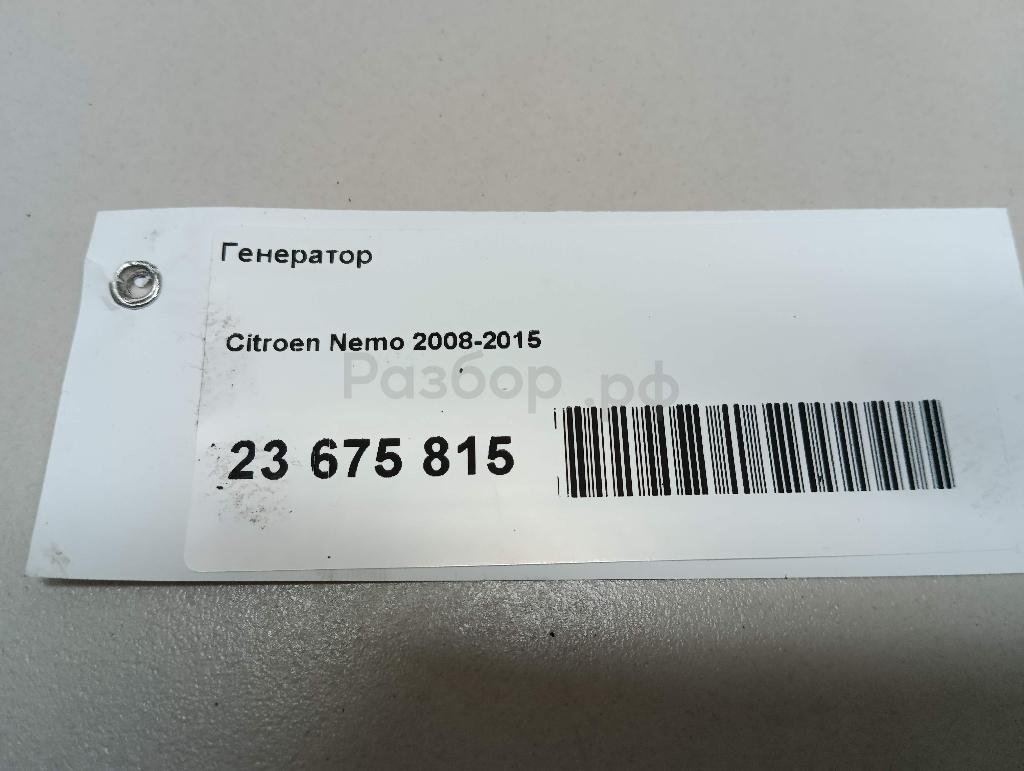 Генератор
Citroen Nemo 2008-2015
Разбор.рф
23 675 815